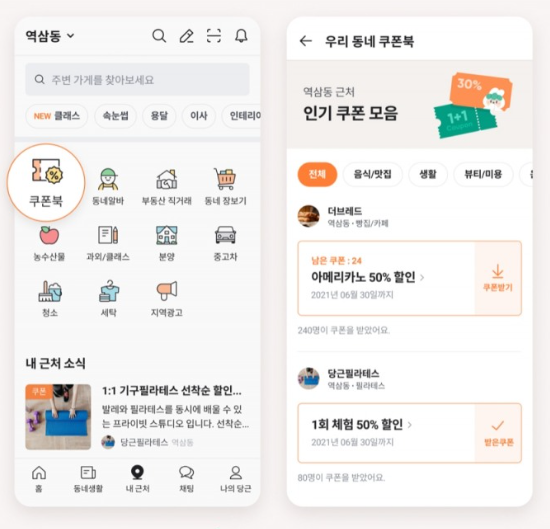 역삼동
주변 가게를 찾아보세요
NEW 클래스
속눈썹
용달
이사
인테리어
쿠폰북
동네알바
부동산 직거래
동네 장보기
농수산물
과외/클래스
분양
중고차
청소
세탁
지역광고
내 근처 소식
쿠폰
1:1 기구필라테스 선착순 할인...
발레와 필라테스를 동시에 배울 수 있
는 프라이빗 스튜디오 입니다. 선착순...
당근필라테스 역삼동
홈
동네생활
내 근처
채팅
나의 당근
우리 동네 쿠폰북
역삼동 근처
인기 쿠폰 모음
30%
1+1
Coupon
전체
음식/맛집
생활
뷰티/미용
더브레드
역삼동 • 빵집/카페
남은 쿠폰 : 24
아메리카노 50% 할인
2021년 06월 30일까지
쿠폰받기
240명이 쿠폰을 받았어요.
당근필라테스
역삼동 • 필라테스
1회 체험 50% 할인
2021년 06월 30일까지
받은쿠폰
80명이 쿠폰을 받았어요.